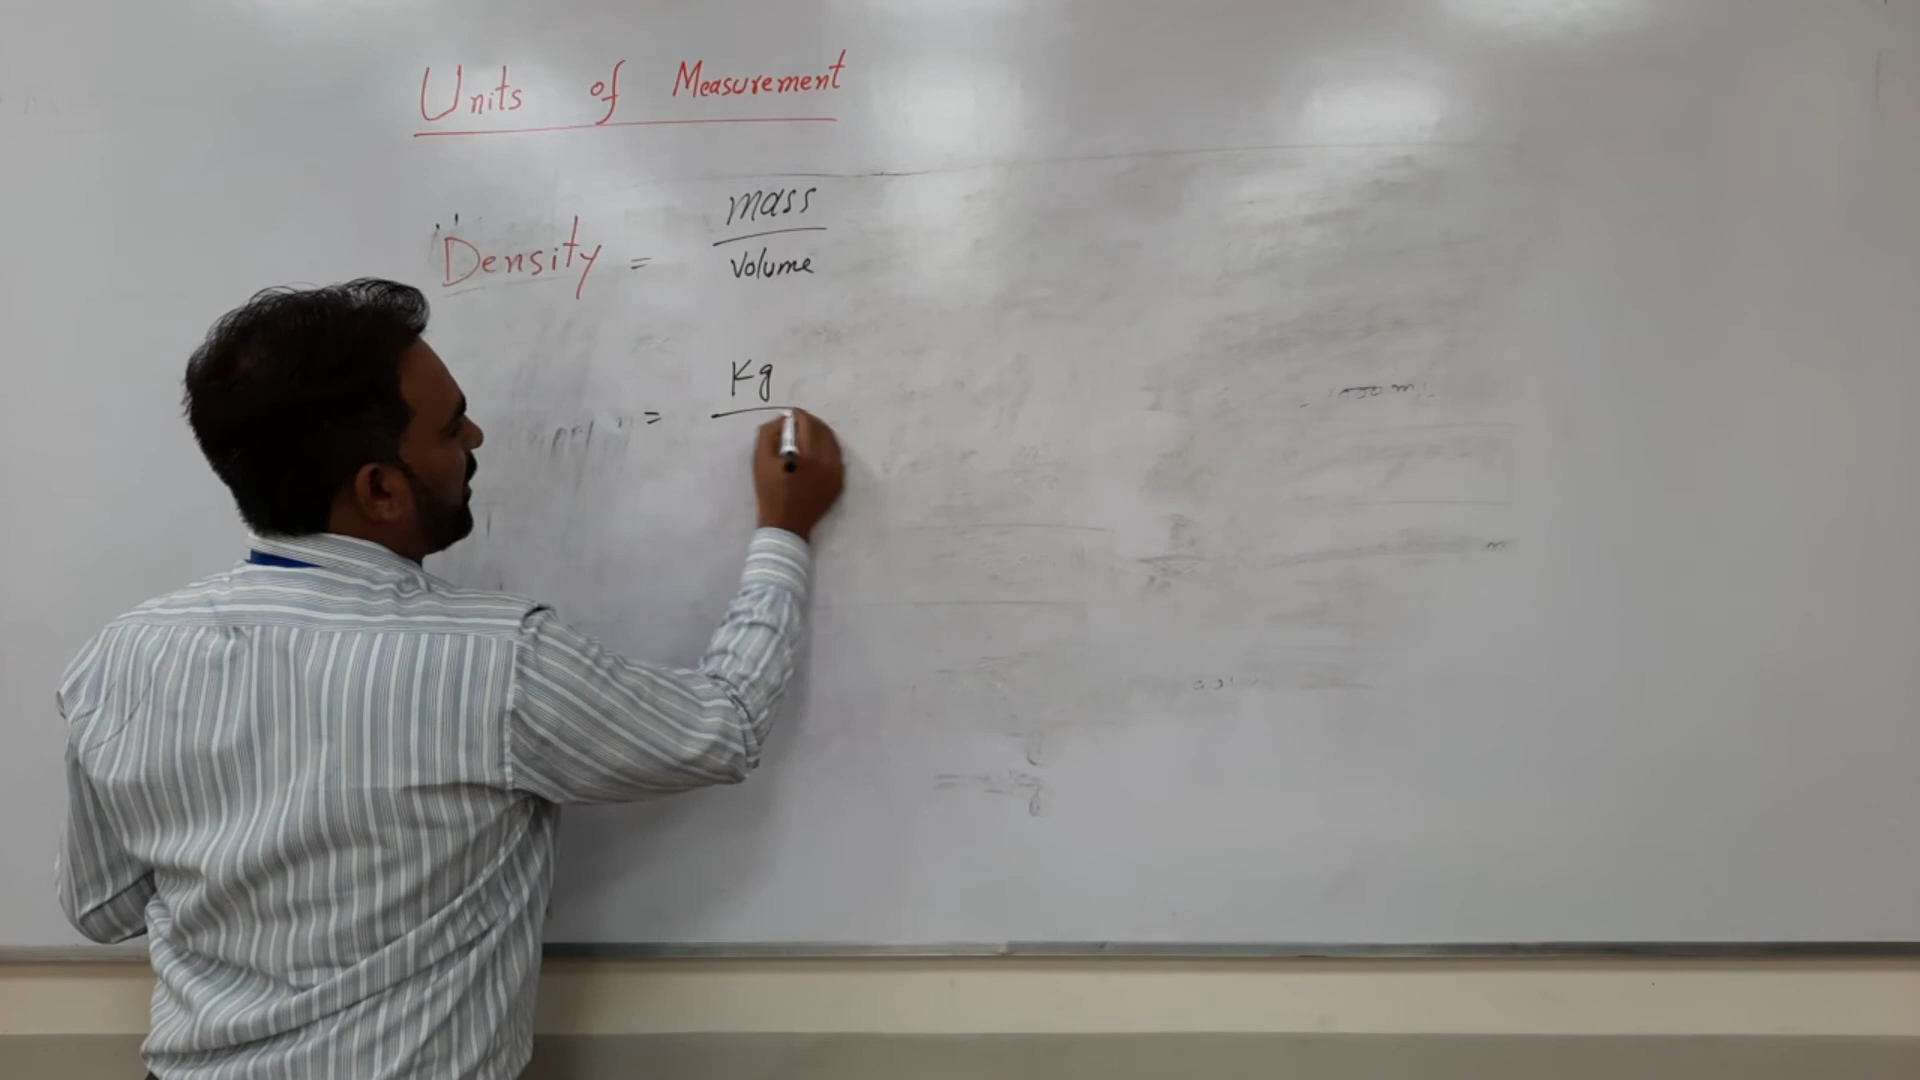 Units of Measurement
mass
Density =
Volume
Kg
=